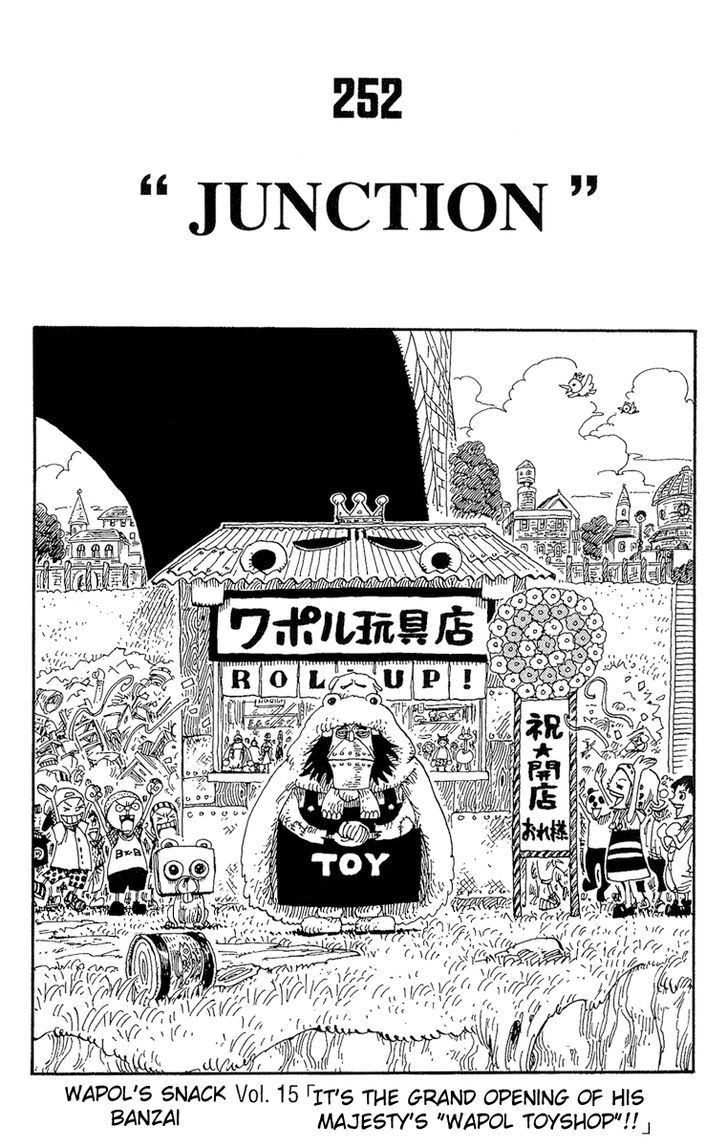 252
“ JUNCTION ”
ワポル玩具店
ROLL UP!
TOY
祝★開店
おれ様
WAPOL'S SNACK Vol. 15「IT'S THE GRAND OPENING OF HIS
BANZAI MAJESTY'S "WAPOL TOYSHOP"!!」